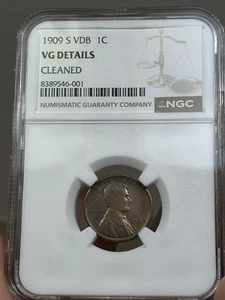 1909 S VDB 1C
VG DETAILS
CLEANED
8389546-001
NUMISMATIC GUARANTY COMPANY
NGC